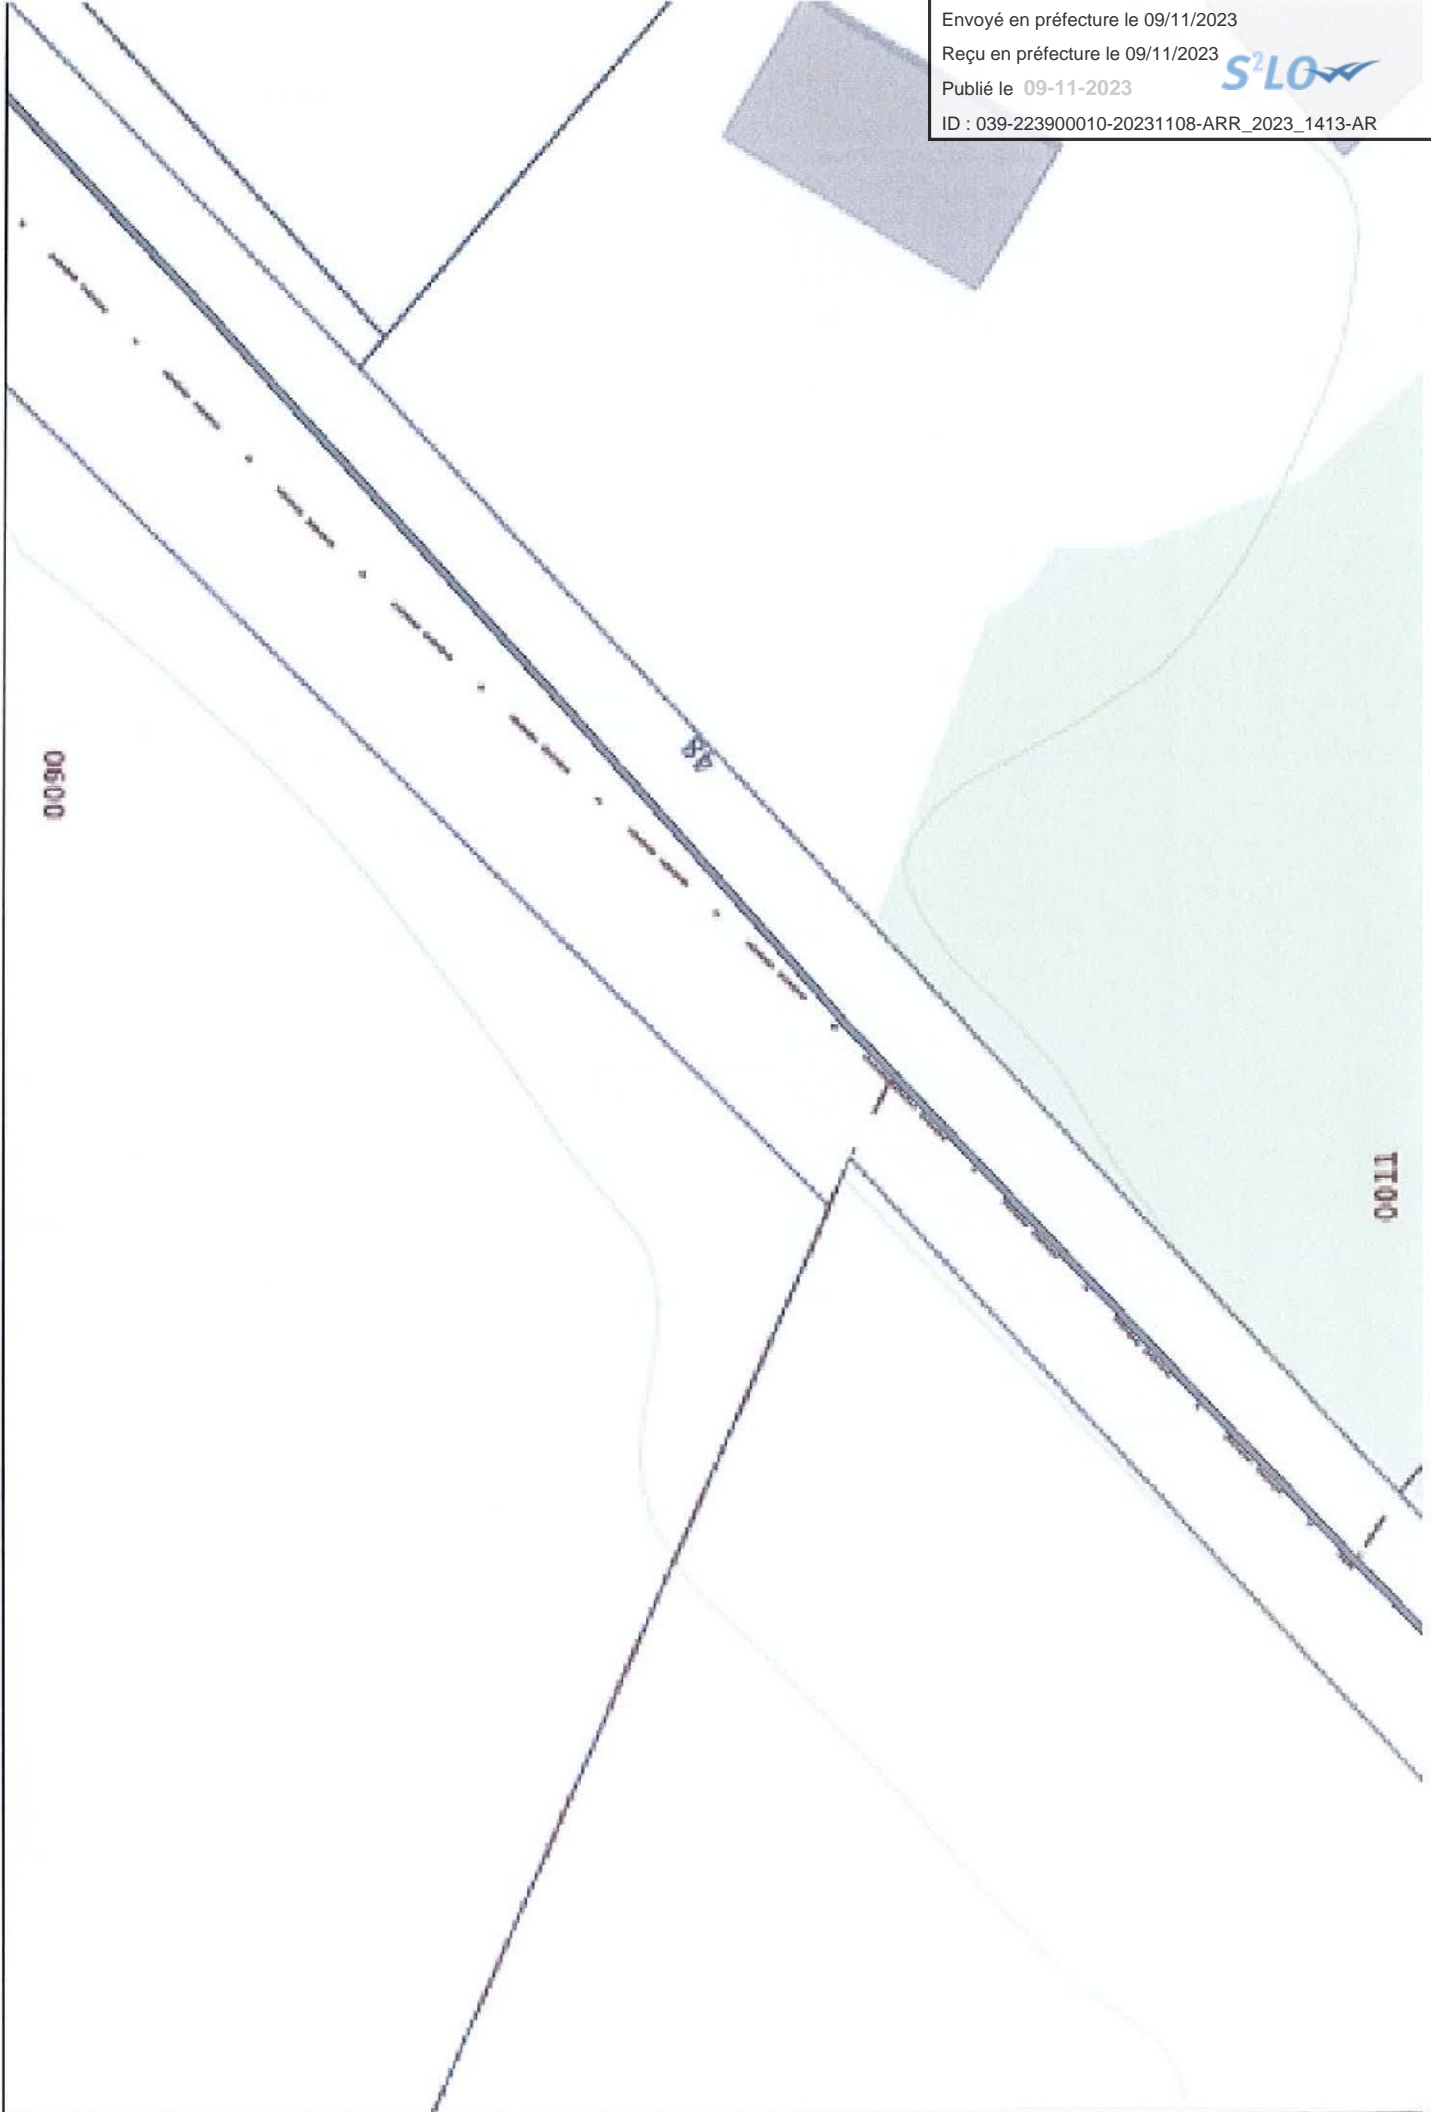 Envoyé en préfecture le 09/11/2023
Reçu en préfecture le 09/11/2023
S²LO
Publié le 09-11-2023
ID : 039-223900010-20231108-ARR_2023_1413-AR
48
0090
0011